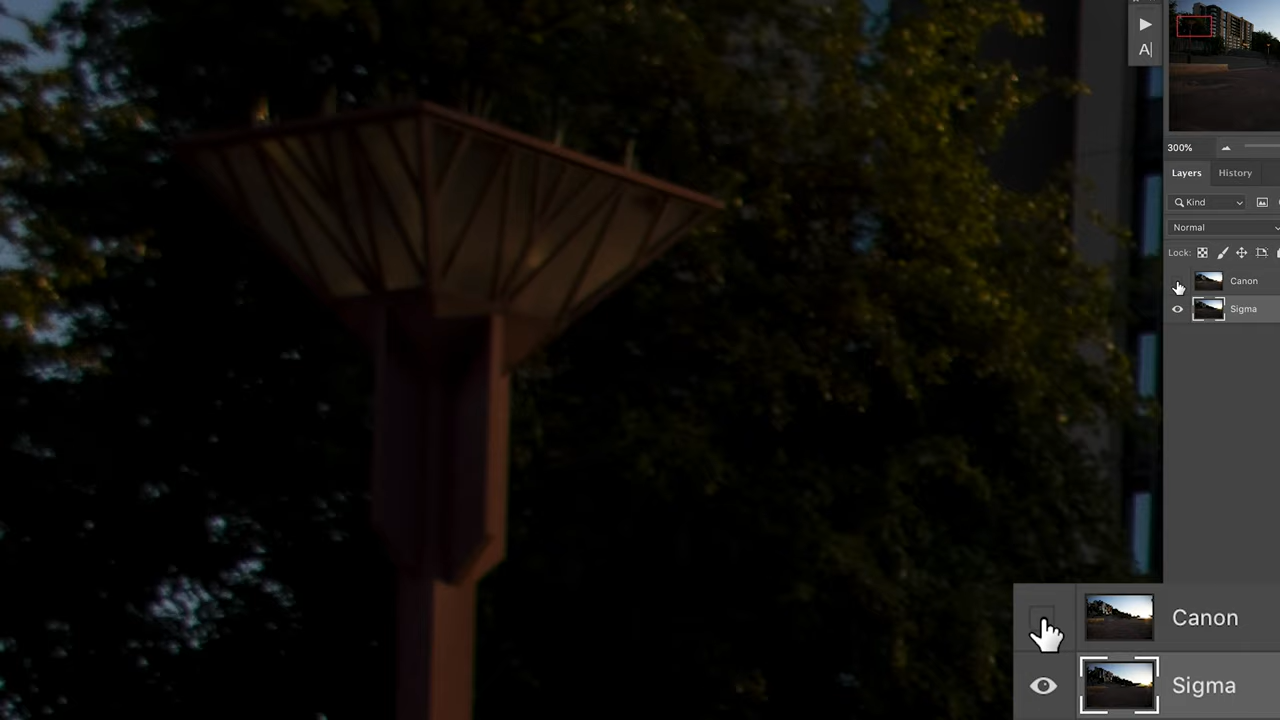 A|
300%
Layers History
Kind
Normal
Lock:
Canon
Sigma
Canon
Sigma